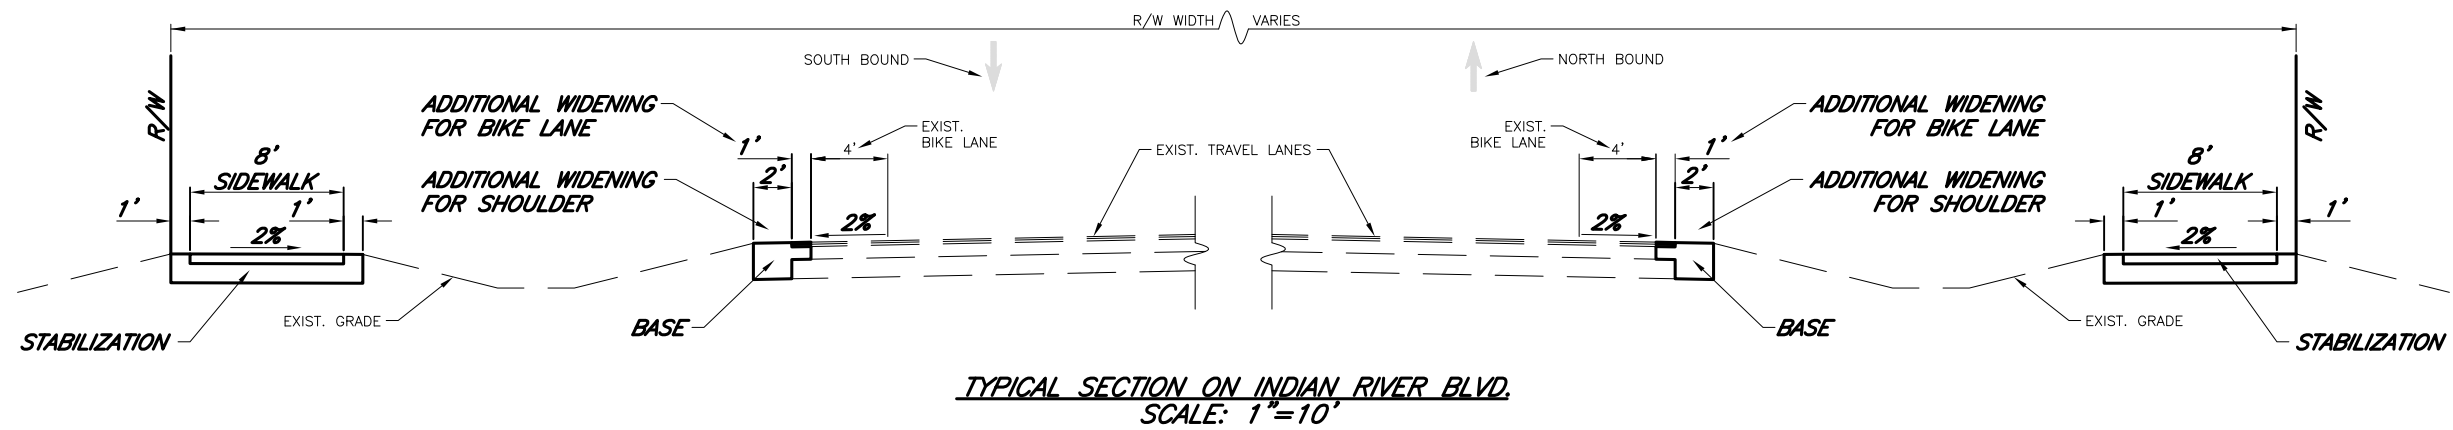 R/W WIDTH VARIES
SOUTH BOUND
NORTH BOUND
R/W
ADDITIONAL WIDENING
FOR BIKE LANE
1'
EXIST.
BIKE LANE
4'
EXIST. TRAVEL LANES
EXIST.
BIKE LANE
4'
1'
ADDITIONAL WIDENING
FOR BIKE LANE
R/W
8'
SIDEWALK
1'
1'
2%
ADDITIONAL WIDENING
FOR SHOULDER
2'
2%
2%
2'
ADDITIONAL WIDENING
FOR SHOULDER
8'
SIDEWALK
1'
1'
2%
STABILIZATION
EXIST. GRADE
BASE
BASE
EXIST. GRADE
STABILIZATION
TYPICAL SECTION ON INDIAN RIVER BLVD.
SCALE: 1"=10'